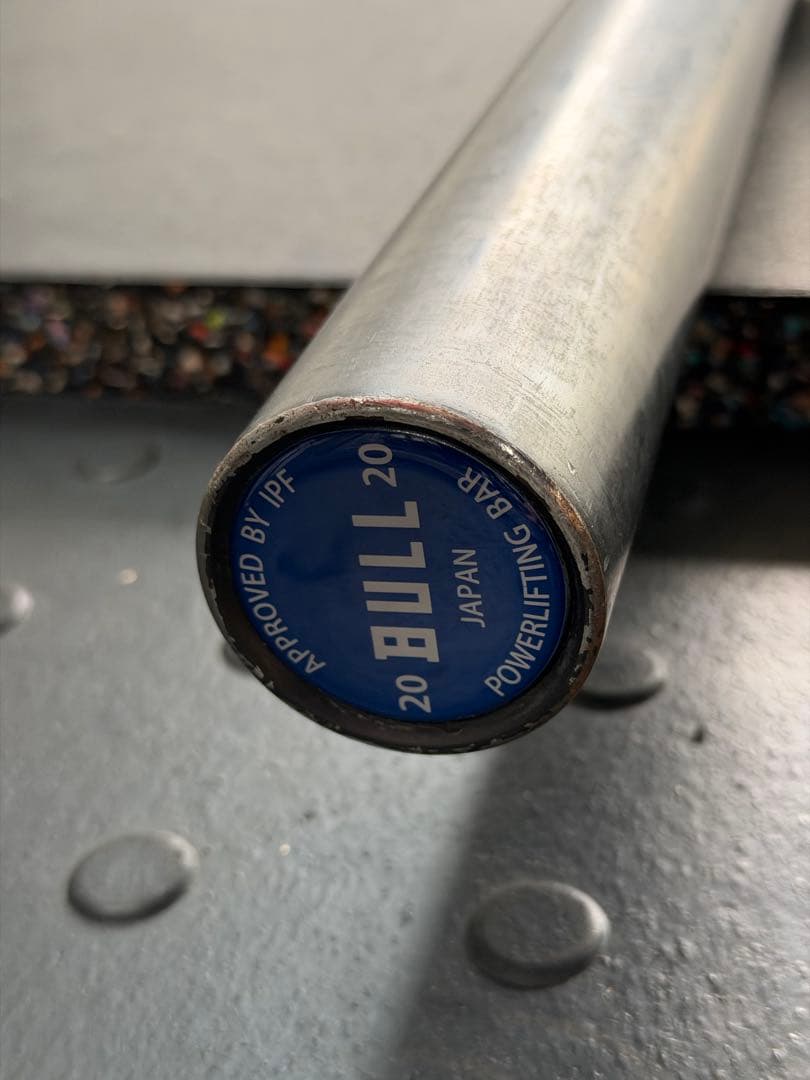 APPROVED BY IPF
20 BULL 20
JAPAN
POWERLIFTING BAR